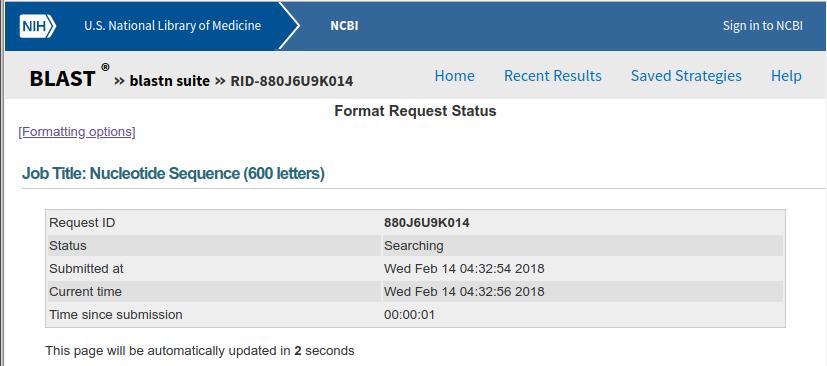 NIH U.S. National Library of Medicine NCBI Sign in to NCBI
BLAST ® » blastn suite » RID-880J6U9K014 Home Recent Results Saved Strategies Help
Format Request Status
[Formatting options]
Job Title: Nucleotide Sequence (600 letters)
Request ID 880J6U9K014
Status Searching
Submitted at Wed Feb 14 04:32:54 2018
Current time Wed Feb 14 04:32:56 2018
Time since submission 00:00:01
This page will be automatically updated in 2 seconds